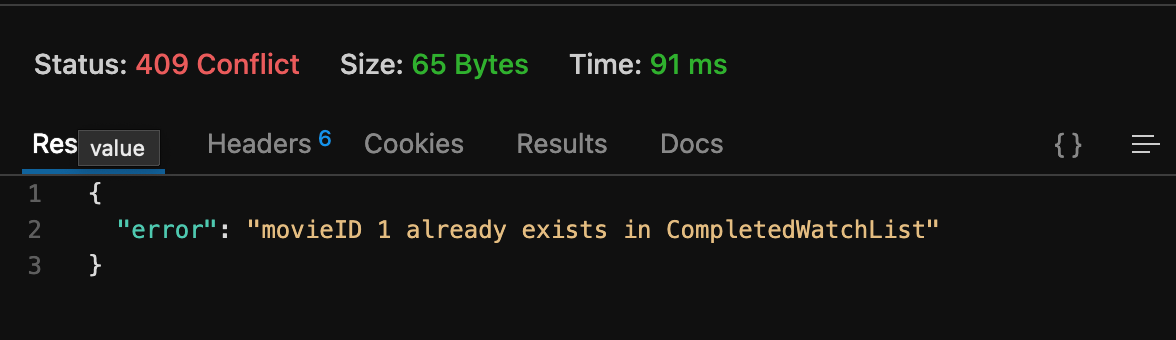 Status: 409 Conflict Size: 65 Bytes Time: 91 ms
Res value Headers 6 Cookies Results Docs { }
1 {
2 "error": "movieID 1 already exists in CompletedWatchList"
3 }